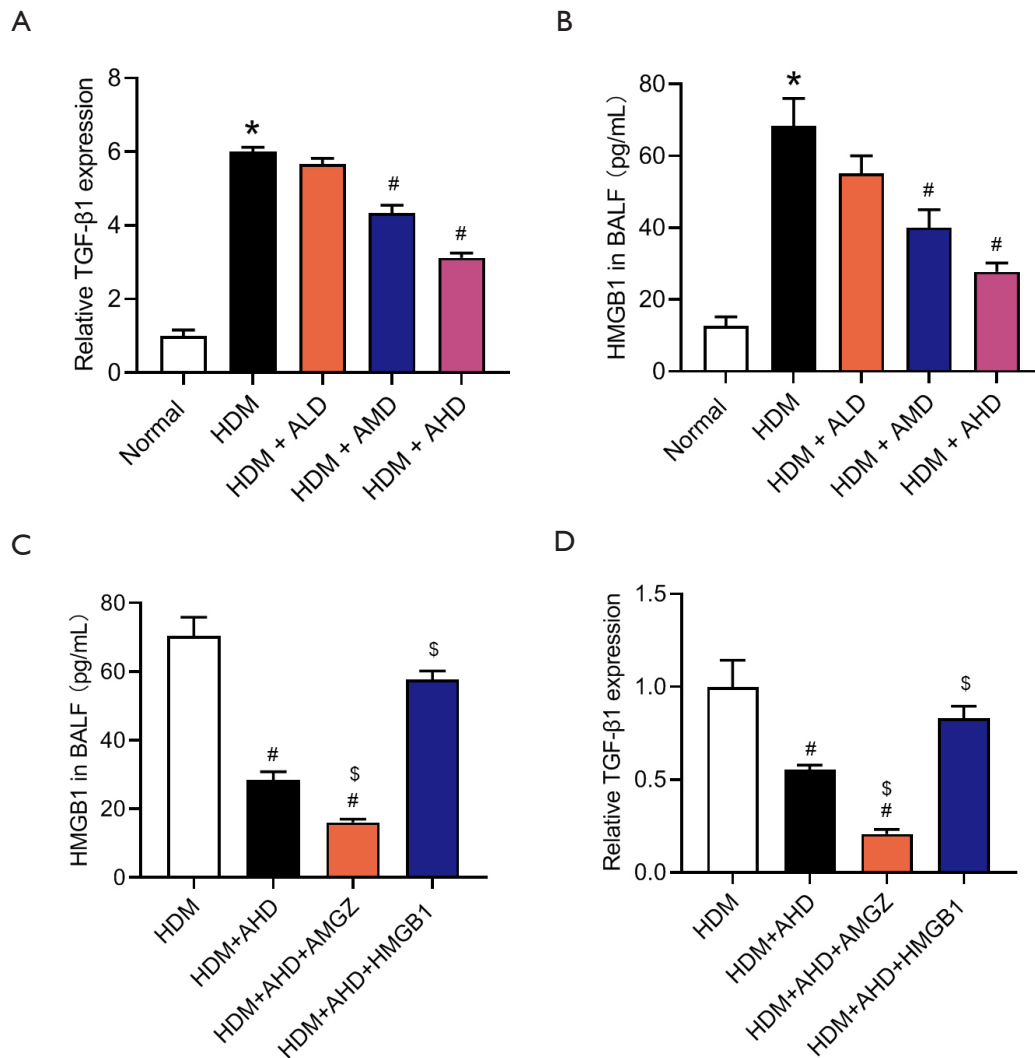 A
Relative TGF-β1 expression
8
6
4
2
0
*
#
#
Normal
HDM
HDM + ALD
HDM + AMD
HDM + AHD
B
HMGB1 in BALF (pg/mL)
80
60
40
20
0
*
#
#
Normal
HDM
HDM + ALD
HDM + AMD
HDM + AHD
C
HMGB1 in BALF (pg/mL)
80
60
40
20
0
#
$
#
$
HDM
HDM+AHD
HDM+AHD+AMGZ
HDM+AHD+HMGB1
D
Relative TGF-β1 expression
1.5
1.0
0.5
0.0
#
$
#
$
HDM
HDM+AHD
HDM+AHD+AMGZ
HDM+AHD+HMGB1